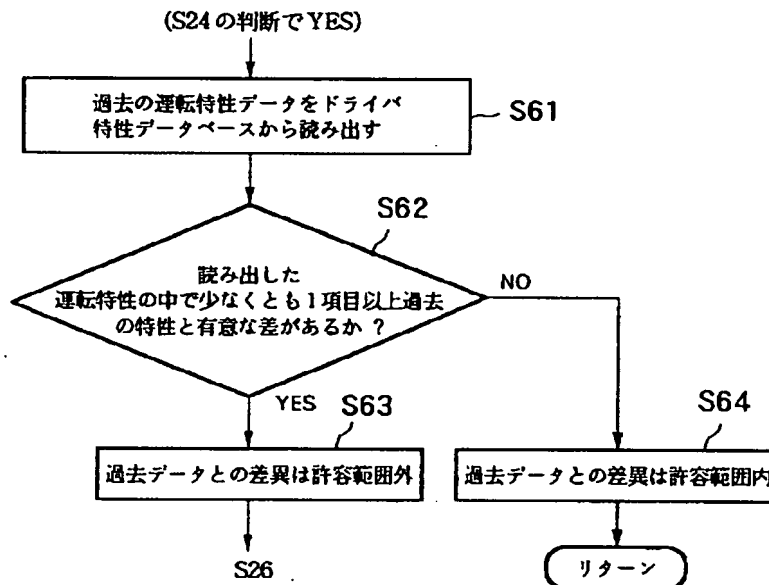 (S24の判断でYES)
過去の運転特性データをドライバ
特性データベースから読み出す
S61
S62
読み出した
運転特性の中で少なくとも1項目以上過去
の特性と有意な差があるか ?
NO
YES
S63
S64
過去データとの差異は許容範囲外
過去データとの差異は許容範囲内
S26
リターン